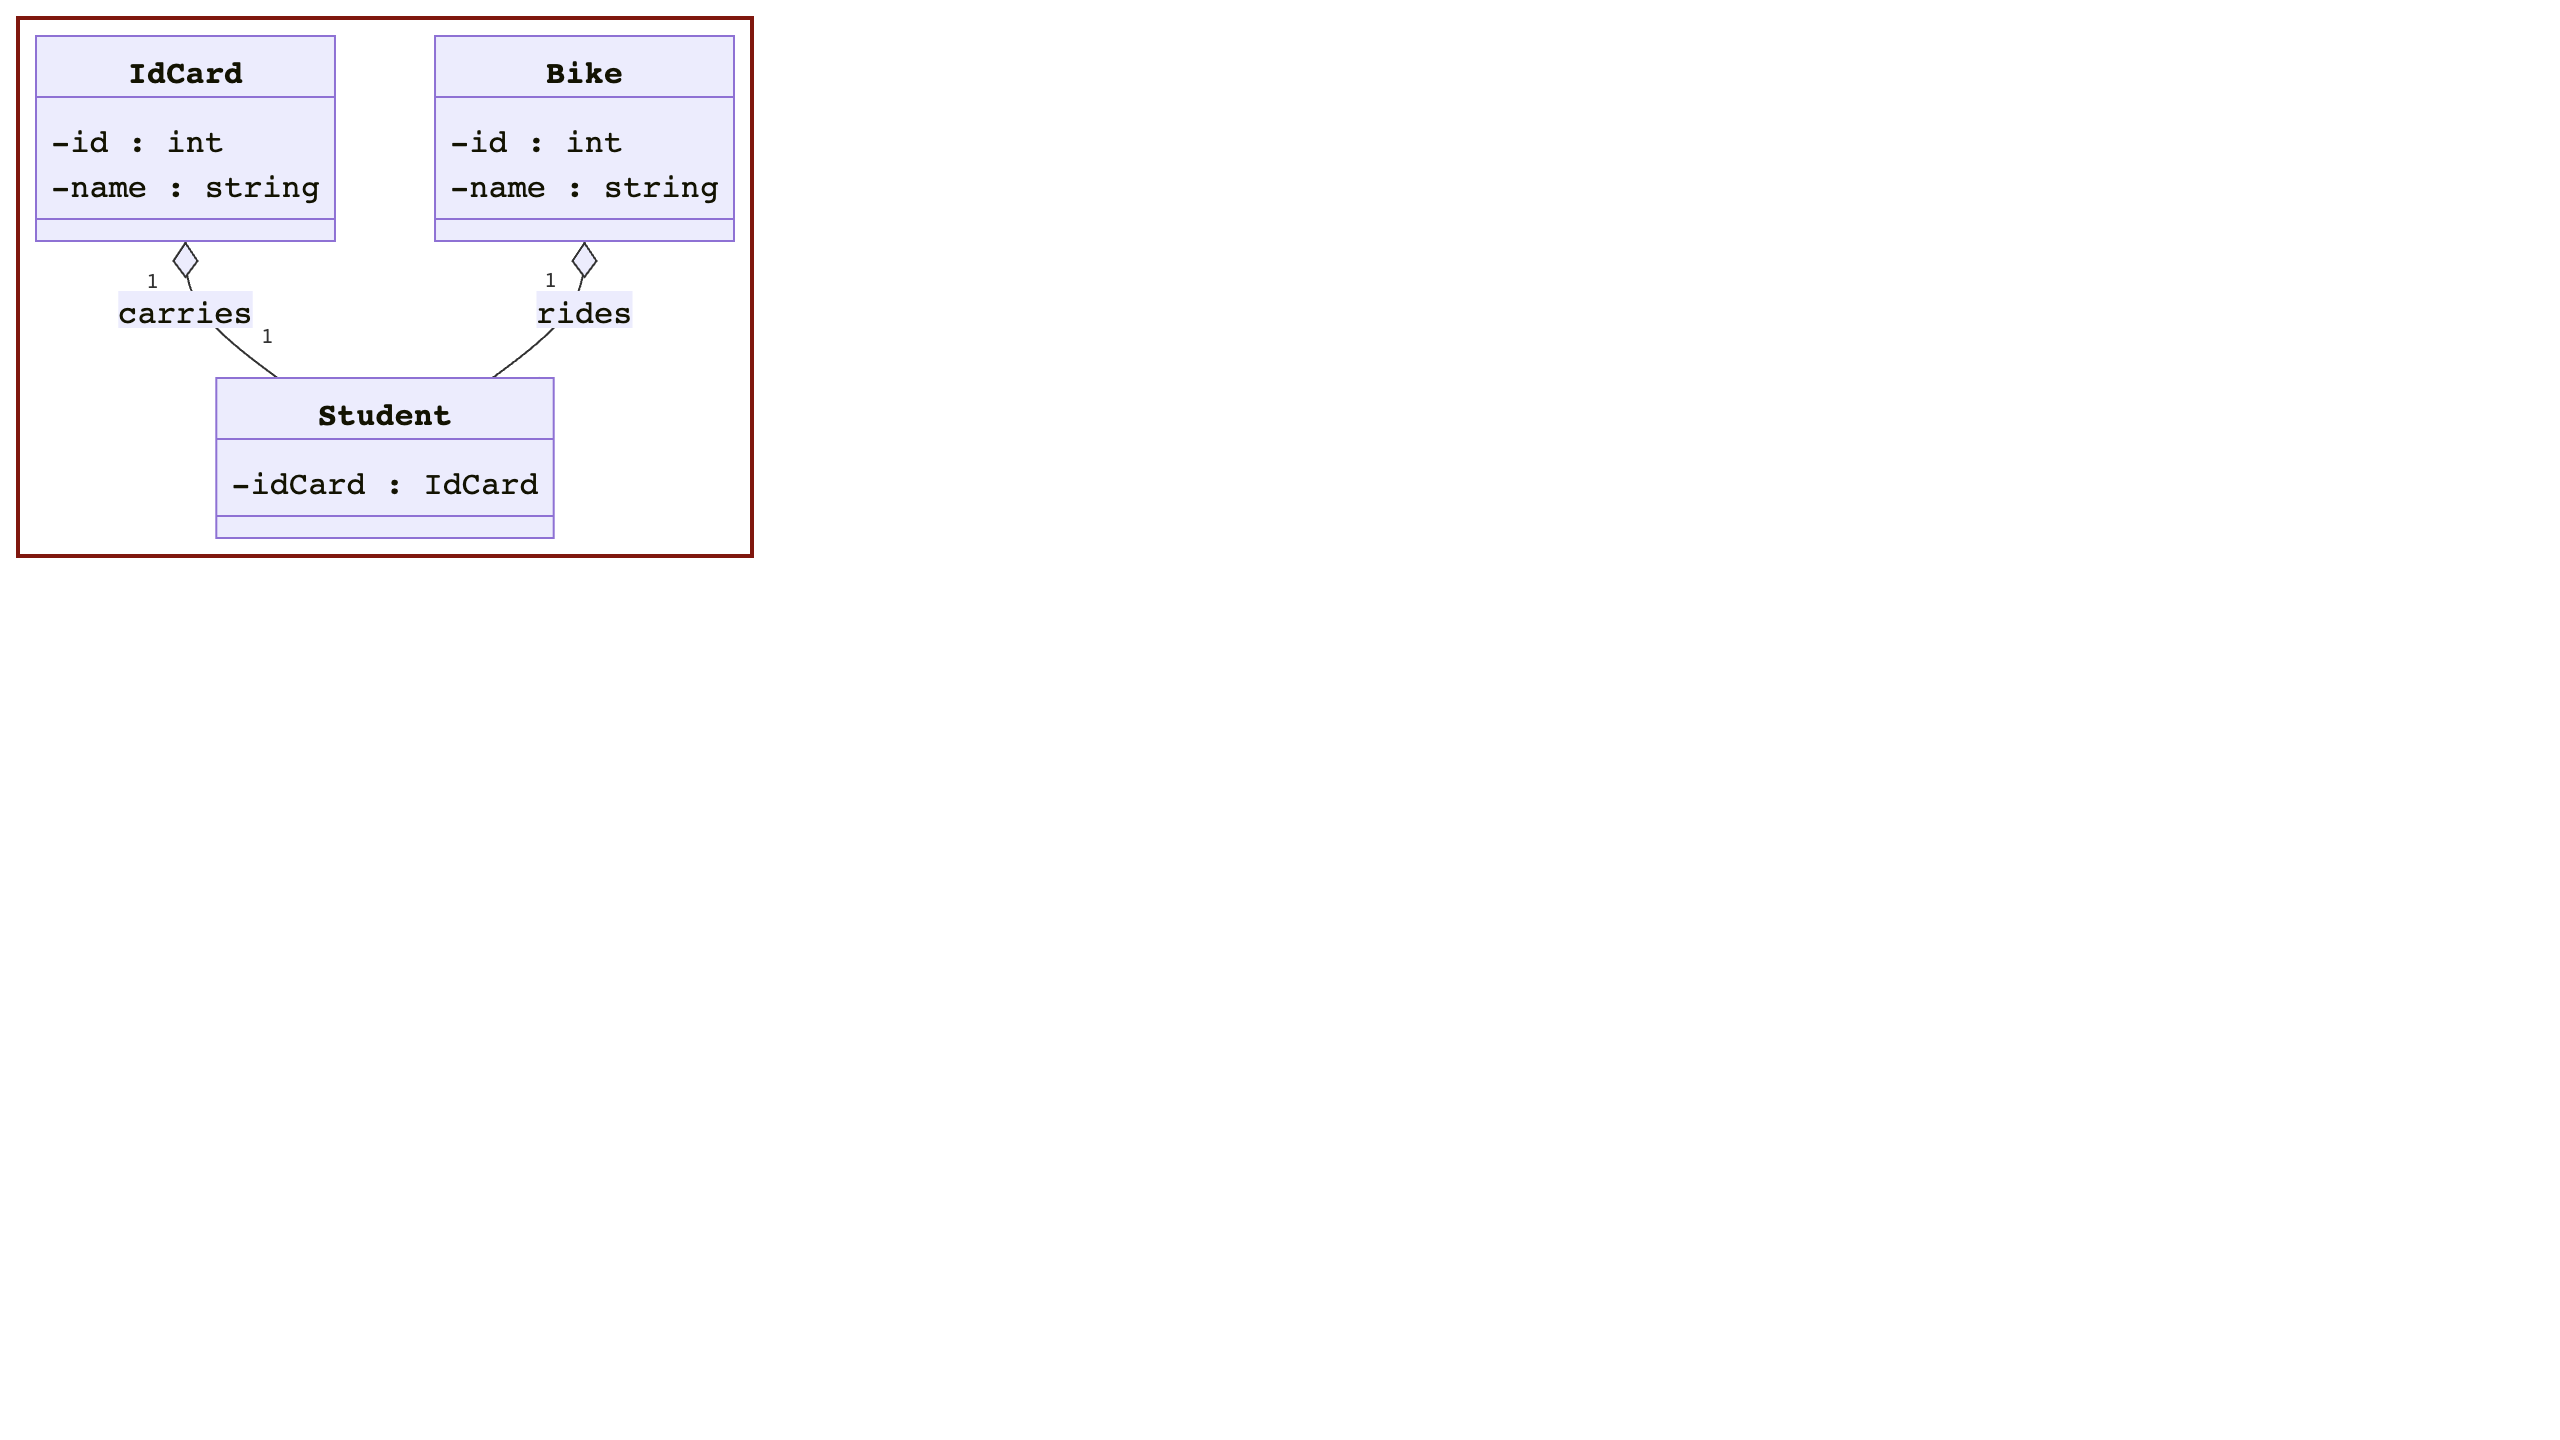 IdCard
-id : int
-name : string
Bike
-id : int
-name : string
1
carries
1
1
rides
Student
-idCard : IdCard